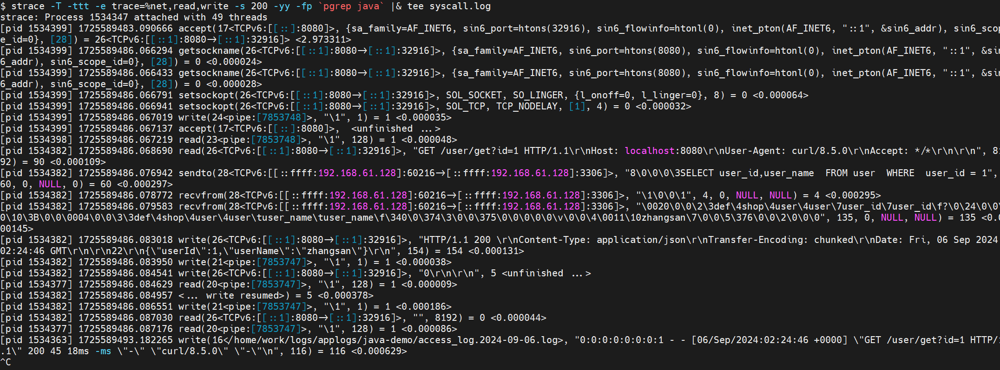 $ strace -T -ttt -e trace=%net,read,write -s 200 -yy -fp `pgrep java` |& tee syscall.log
strace: Process 1534347 attached with 49 threads
[pid 1534399] 1725589483.090666 accept(17<TCPv6:[[::]:8080]>, {sa_family=AF_INET6, sin6_port=htons(32916), sin6_flowinfo=htonl(0), inet_pton(AF_INET6, "::1", &sin6_addr), sin6_scop
e_id=0}, [28]) = 26<TCPv6:[[::1]:8080->[::1]:32916]> <2.973311>
[pid 1534399] 1725589486.066294 getsockname(26<TCPv6:[[::1]:8080->[::1]:32916]>, {sa_family=AF_INET6, sin6_port=htons(8080), sin6_flowinfo=htonl(0), inet_pton(AF_INET6, "::1", &sin
6_addr), sin6_scope_id=0}, [28]) = 0 <0.000024>
[pid 1534399] 1725589486.066433 getsockname(26<TCPv6:[[::1]:8080->[::1]:32916]>, {sa_family=AF_INET6, sin6_port=htons(8080), sin6_flowinfo=htonl(0), inet_pton(AF_INET6, "::1", &sin
6_addr), sin6_scope_id=0}, [28]) = 0 <0.000028>
[pid 1534399] 1725589486.066791 setsockopt(26<TCPv6:[[::1]:8080->[::1]:32916]>, SOL_SOCKET, SO_LINGER, {l_onoff=0, l_linger=0}, 8) = 0 <0.000064>
[pid 1534399] 1725589486.066941 setsockopt(26<TCPv6:[[::1]:8080->[::1]:32916]>, SOL_TCP, TCP_NODELAY, [1], 4) = 0 <0.000032>
[pid 1534399] 1725589486.067019 write(24<pipe:[7853748]>, "\1", 1) = 1 <0.000035>
[pid 1534399] 1725589486.067137 accept(17<TCPv6:[[::]:8080]>,  <unfinished ...>
[pid 1534398] 1725589486.067219 read(23<pipe:[7853748]>, "\1", 128) = 1 <0.000048>
[pid 1534382] 1725589486.068690 read(26<TCPv6:[[::1]:8080->[::1]:32916]>, "GET /user/get?id=1 HTTP/1.1\r\nHost: localhost:8080\r\nUser-Agent: curl/8.5.0\r\nAccept: */*\r\n\r\n", 81
92) = 90 <0.000109>
[pid 1534382] 1725589486.076942 sendto(28<TCPv6:[[::ffff:192.168.61.128]:60216->[::ffff:192.168.61.128]:3306]>, "8\0\0\0\3SELECT user_id,user_name  FROM user  WHERE  user_id = 1",
60, 0, NULL, 0) = 60 <0.000297>
[pid 1534382] 1725589486.078772 recvfrom(28<TCPv6:[[::ffff:192.168.61.128]:60216->[::ffff:192.168.61.128]:3306]>, "\1\0\0\1", 4, 0, NULL, NULL) = 4 <0.000295>
[pid 1534382] 1725589486.079583 recvfrom(28<TCPv6:[[::ffff:192.168.61.128]:60216->[::ffff:192.168.61.128]:3306]>, "\0020\0\0\2\3def\4shop\4user\4user\7user_id\7user_id\f?\0\24\0\0\
0\10\3B\0\0\0004\0\0\3\3def\4shop\4user\4user\tuser_name\tuser_name\f\340\0\374\3\0\0\375\0\0\0\0\0\v\0\0\4\0011\10zhangsan\7\0\0\5\376\0\0\2\0\0\0", 135, 0, NULL, NULL) = 135 <0.0
00145>
[pid 1534382] 1725589486.083018 write(26<TCPv6:[[::1]:8080->[::1]:32916]>, "HTTP/1.1 200 \r\nContent-Type: application/json\r\nTransfer-Encoding: chunked\r\nDate: Fri, 06 Sep 2024
02:24:46 GMT\r\n\r\n22\r\n{\"userId\":1,\"userName\":\"zhangsan\"}\r\n", 154) = 154 <0.000131>
[pid 1534382] 1725589486.083950 write(21<pipe:[7853747]>, "\1", 1) = 1 <0.000038>
[pid 1534382] 1725589486.084541 write(26<TCPv6:[[::1]:8080->[::1]:32916]>, "0\r\n\r\n", 5 <unfinished ...>
[pid 1534377] 1725589486.084629 read(20<pipe:[7853747]>, "\1", 128) = 1 <0.000009>
[pid 1534382] 1725589486.084957 <... write resumed>) = 5 <0.000378>
[pid 1534382] 1725589486.086551 write(21<pipe:[7853747]>, "\1", 1) = 1 <0.000186>
[pid 1534382] 1725589486.087030 read(26<TCPv6:[[::1]:8080->[::1]:32916]>, "", 8192) = 0 <0.000044>
[pid 1534377] 1725589486.087176 read(20<pipe:[7853747]>, "\1", 128) = 1 <0.000086>
[pid 1534363] 1725589493.182265 write(16</home/work/logs/applogs/java-demo/access_log.2024-09-06.log>, "0:0:0:0:0:0:0:1 - - [06/Sep/2024:02:24:46 +0000] \"GET /user/get?id=1 HTTP/1
.1\" 200 45 18ms -ms \"-\" \"curl/8.5.0\" \"-\"\n", 116) = 116 <0.000629>
^C